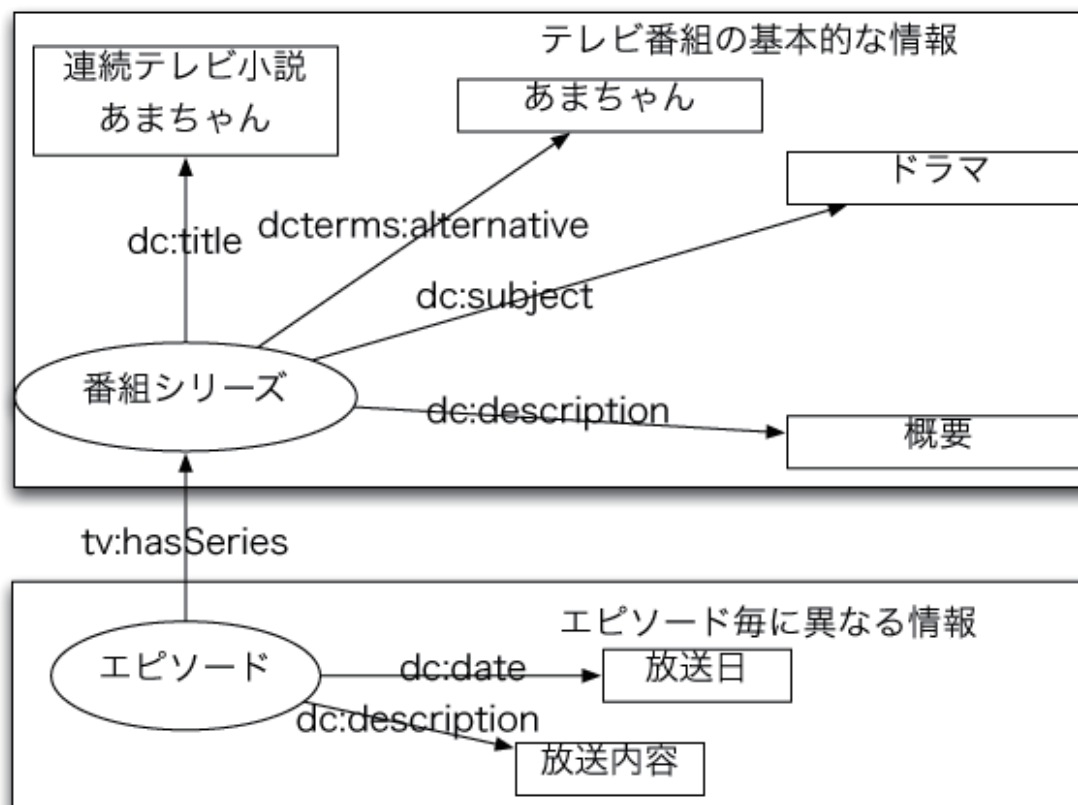 テレビ番組の基本的な情報
連続テレビ小説
あまちゃん
あまちゃん
ドラマ
dcterms:alternative
dc:title
dc:subject
番組シリーズ
dc:description
概要
tv:hasSeries
エピソード毎に異なる情報
エピソード
dc:date
放送日
dc:description
放送内容